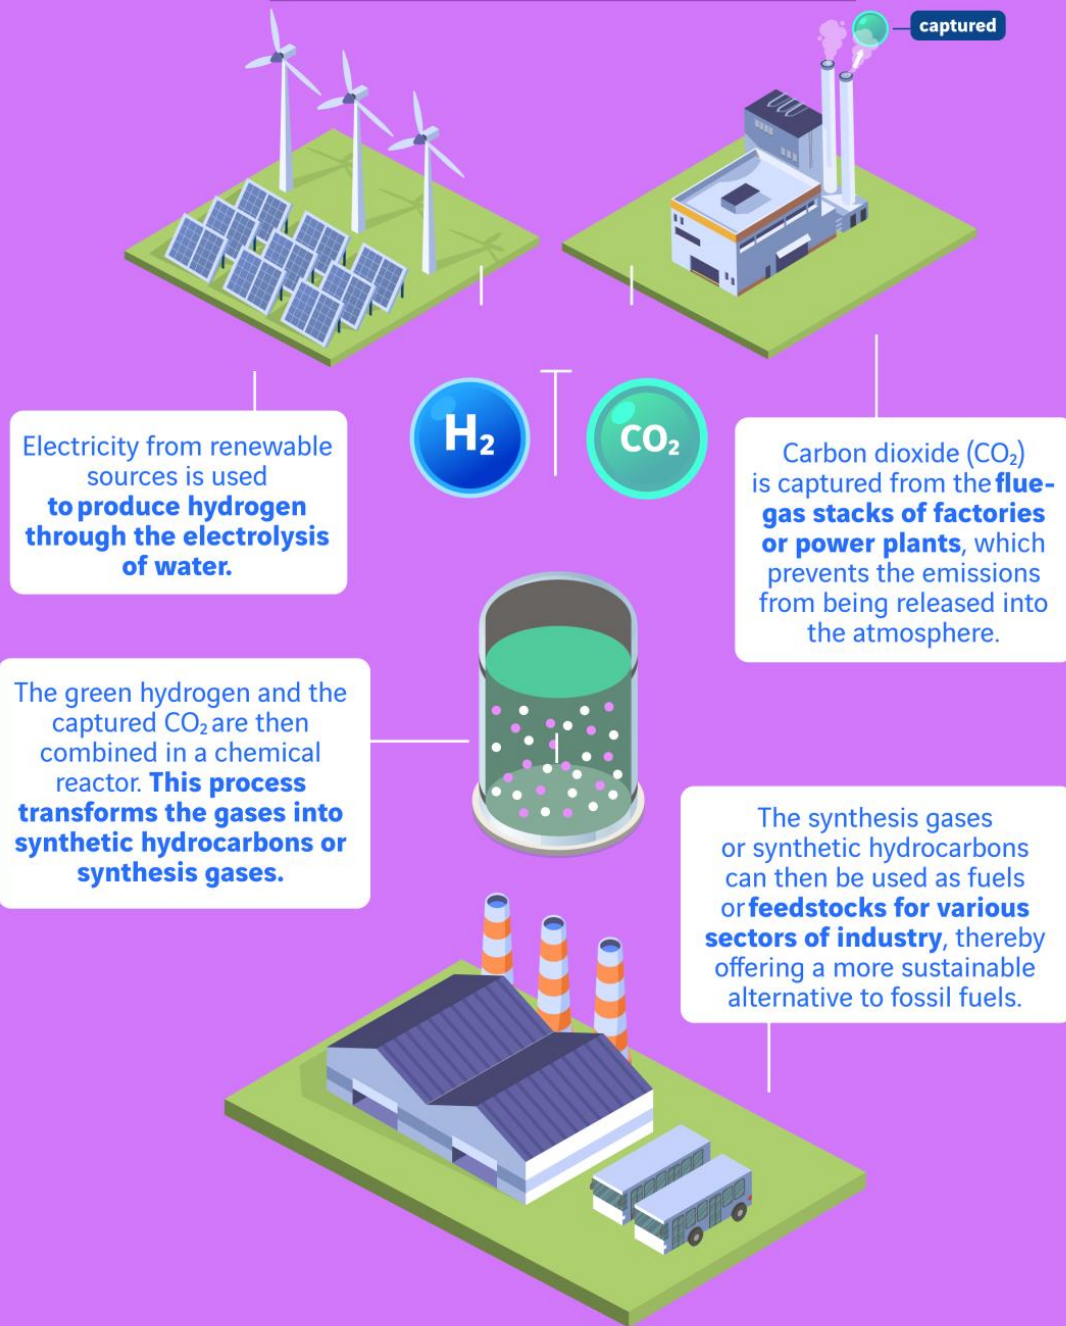 captured
H₂
CO₂
Electricity from renewable
sources is used
to produce hydrogen
through the electrolysis
of water.
Carbon dioxide (CO₂)
is captured from the flue-
gas stacks of factories
or power plants, which
prevents the emissions
from being released into
the atmosphere.
The green hydrogen and the
captured CO₂ are then
combined in a chemical
reactor. This process
transforms the gases into
synthetic hydrocarbons or
synthesis gases.
The synthesis gases
or synthetic hydrocarbons
can then be used as fuels
or feedstocks for various
sectors of industry, thereby
offering a more sustainable
alternative to fossil fuels.